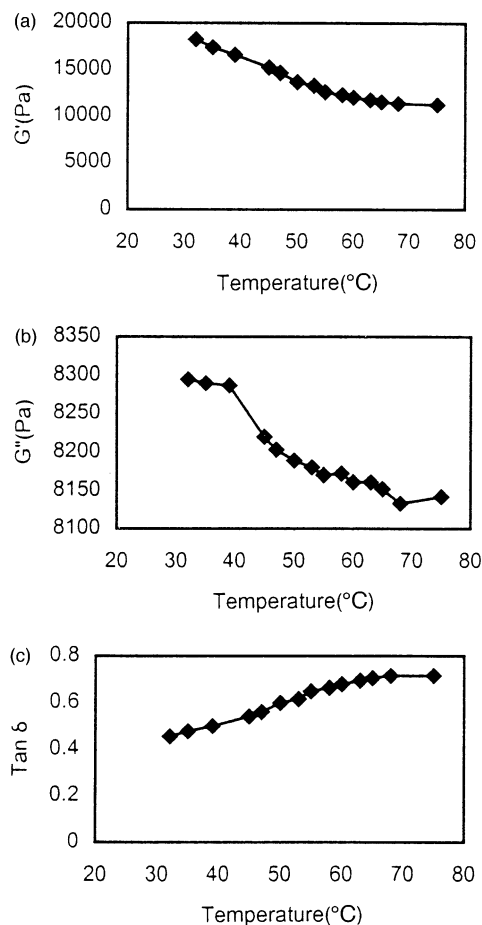 (a)
20000
15000
10000
5000
0
G'(Pa)
20 30 40 50 60 70 80
Temperature(°C)
(b)
8350
8300
8250
8200
8150
8100
G"(Pa)
20 30 40 50 60 70 80
Temperature(°C)
(c)
0.8
0.6
0.4
0.2
0
Tan δ
20 30 40 50 60 70 80
Temperature(°C)